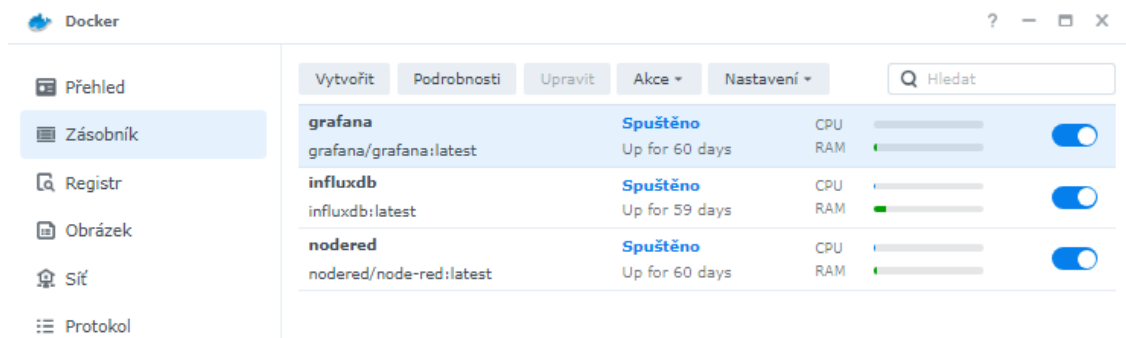 Docker
?
Přehled
Zásobník
Registr
Obrázek
Síť
Protokol
Vytvořit Podrobnosti Upravit Akce Nastavení Hledat
grafana Spuštěno CPU
grafana/grafana:latest Up for 60 days RAM
influxdb Spuštěno CPU
influxdb:latest Up for 59 days RAM
nodered Spuštěno CPU
nodered/node-red:latest Up for 60 days RAM